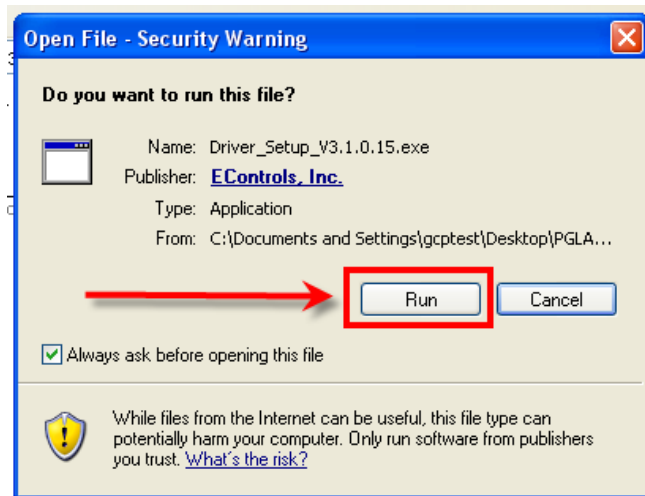 Open File - Security Warning
Do you want to run this file?
Name: Driver_Setup_V3.1.0.15.exe
Publisher: EControls, Inc.
Type: Application
From: C:\Documents and Settings\gcptest\Desktop\PGLA...
Run Cancel
Always ask before opening this file
While files from the Internet can be useful, this file type can
potentially harm your computer. Only run software from publishers
you trust. What's the risk?